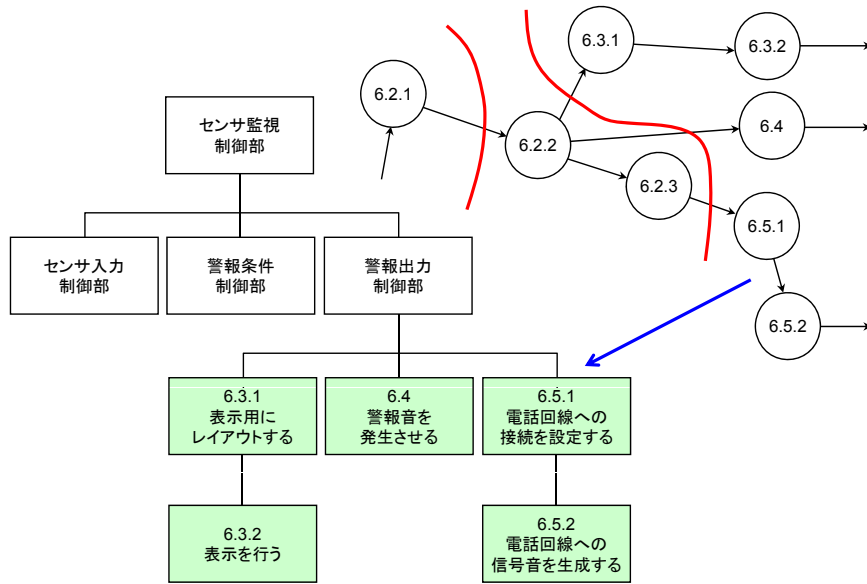 6.3.1
6.3.2
6.2.1
6.4
6.2.2
6.2.3
6.5.1
6.5.2
センサ監視
制御部
センサ入力
制御部
警報条件
制御部
警報出力
制御部
6.3.1
表示用に
レイアウトする
6.4
警報音を
発生させる
6.5.1
電話回線への
接続を設定する
6.3.2
表示を行う
6.5.2
電話回線への
信号音を生成する